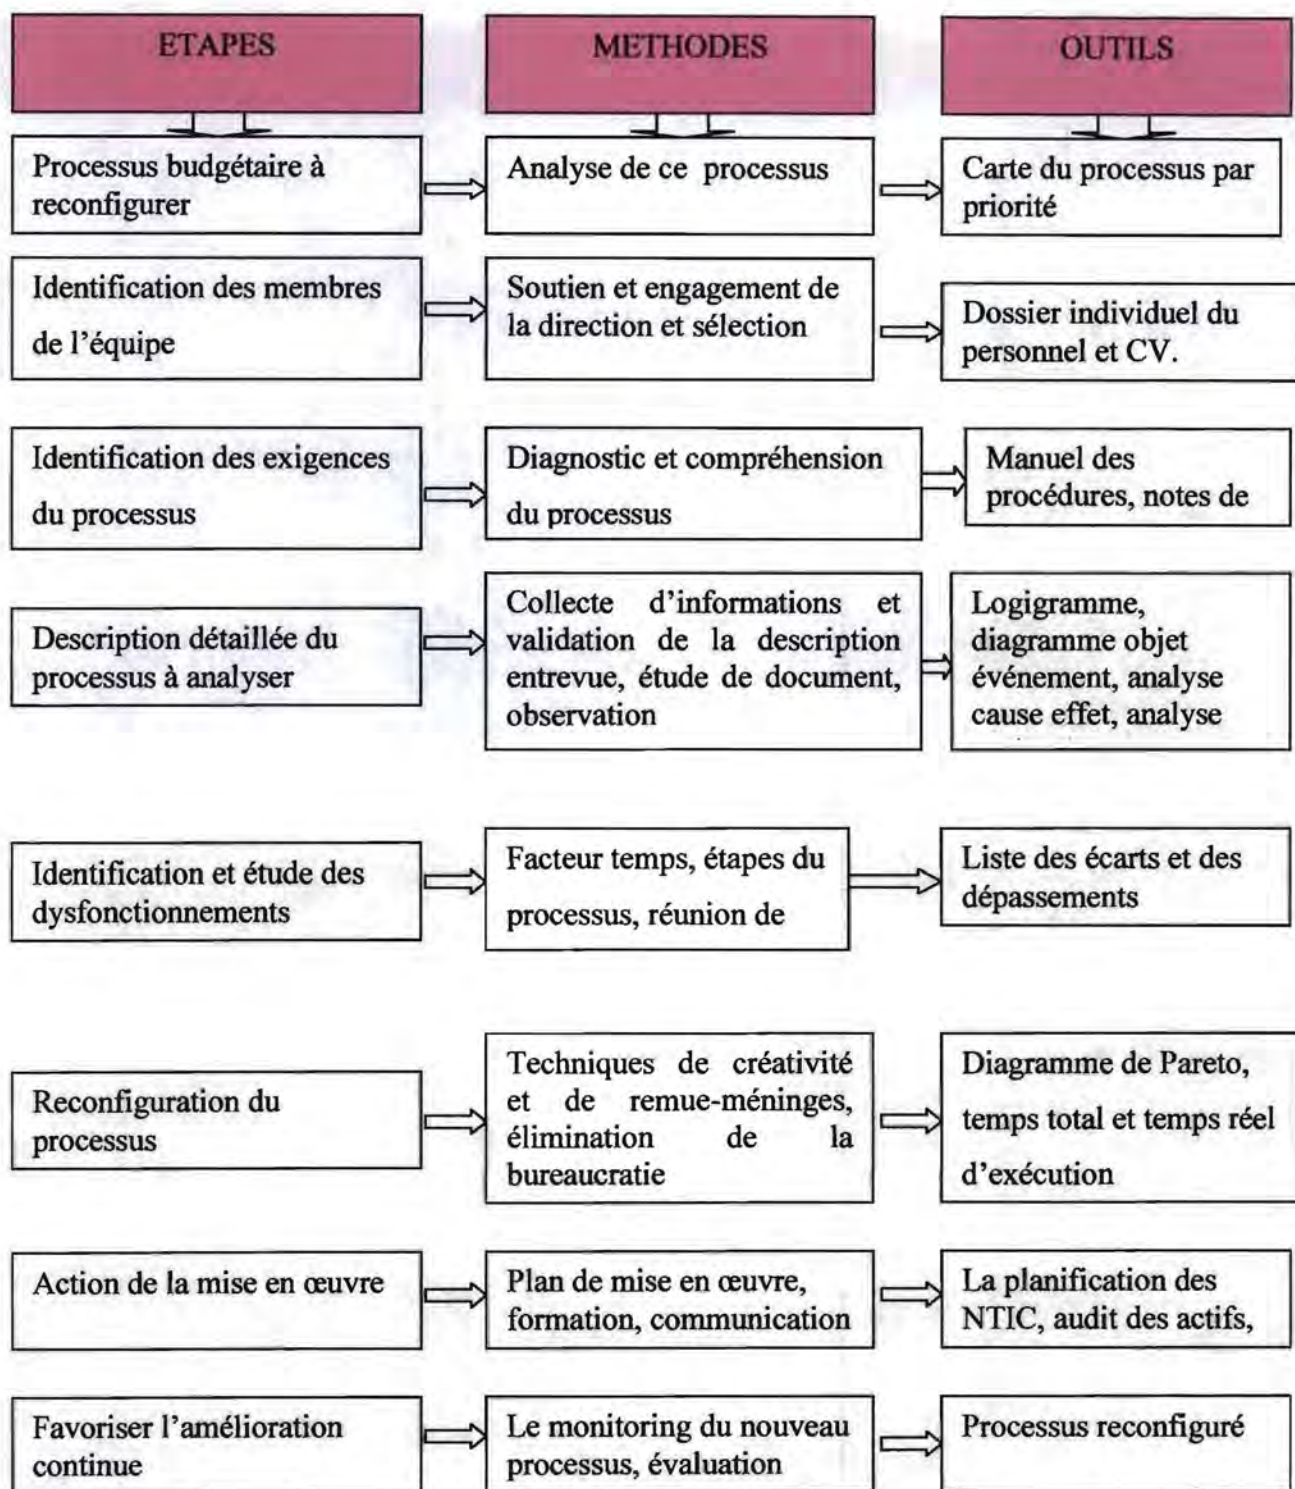 ETAPES
METHODES
OUTILS
Processus budgétaire à
reconfigurer
Analyse de ce processus
Carte du processus par
priorité
Identification des membres
de l'équipe
Soutien et engagement de
la direction et sélection
Dossier individuel du
personnel et CV.
Identification des exigences
du processus
Diagnostic et compréhension
du processus
Manuel des
procédures, notes de
Description détaillée du
processus à analyser
Collecte d'informations et
validation de la description
entrevue, étude de document,
observation
Logigramme,
diagramme objet
événement, analyse
cause effet, analyse
Identification et étude des
dysfonctionnements
Facteur temps, étapes du
processus, réunion de
Liste des écarts et des
dépassements
Reconfiguration du
processus
Techniques de créativité
et de remue-méninges,
élimination de la
bureaucratie
Diagramme de Pareto,
temps total et temps réel
d'exécution
Action de la mise en œuvre
Plan de mise en œuvre,
formation, communication
La planification des
NTIC, audit des actifs,
Favoriser l'amélioration
continue
Le monitoring du nouveau
processus, évaluation
Processus reconfiguré